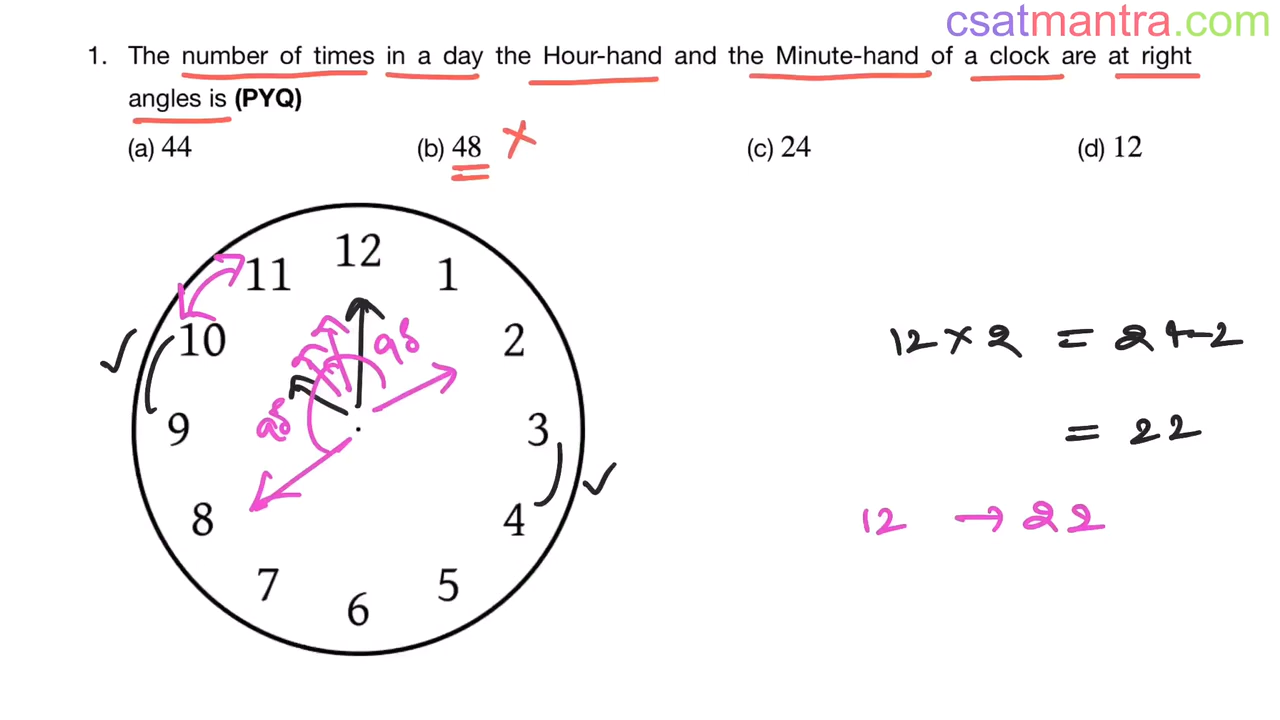 csatmantra.com
1. The number of times in a day the Hour-hand and the Minute-hand of a clock are at right
angles is (PYQ)
(a) 44 (b) 48 × (c) 24 (d) 12
12
11 1
10 2
90
9 3
90
8 4
7 5
6
12 × 2 = 24 - 2
= 22
12 → 22